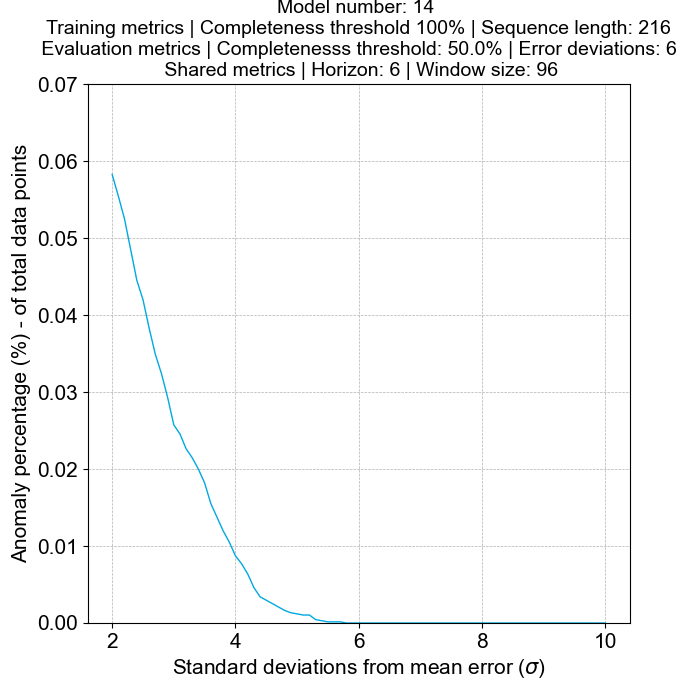 Model number: 14
Training metrics | Completeness threshold 100% | Sequence length: 216
Evaluation metrics | Completenesss threshold: 50.0% | Error deviations: 6
Shared metrics | Horizon: 6 | Window size: 96
0.07
0.06
0.05
0.04
0.03
0.02
0.01
0.00
Anomaly percentage (%) - of total data points
2 4 6 8 10
Standard deviations from mean error (σ)